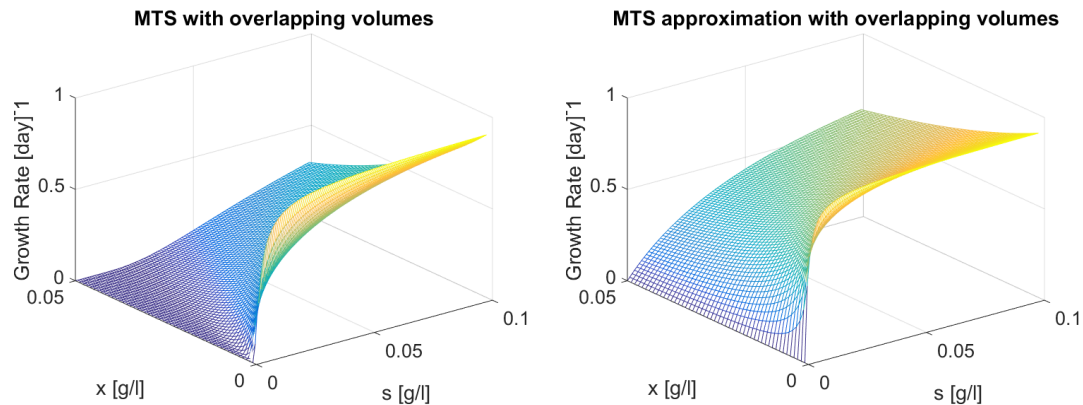 MTS with overlapping volumes
1
0.5
0
0.05
Growth Rate [day]⁻1
x [g/l]
0
0
0.05
0.1
s [g/l]
MTS approximation with overlapping volumes
1
0.5
0
0.05
Growth Rate [day]⁻1
x [g/l]
0
0
0.05
0.1
s [g/l]